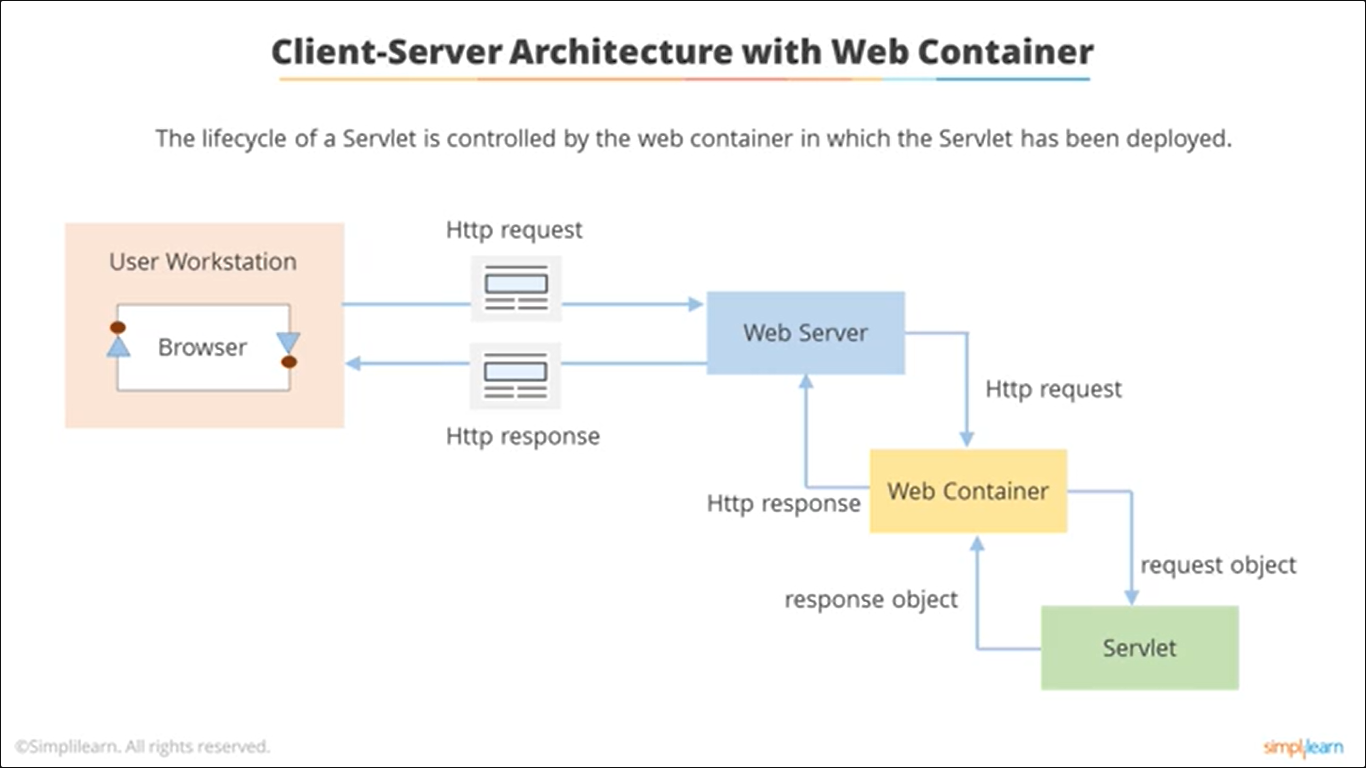 Client-Server Architecture with Web Container
The lifecycle of a Servlet is controlled by the web container in which the Servlet has been deployed.
Http request
User Workstation
Browser
Web Server
Http request
Http response
Web Container
Http response
request object
response object
Servlet
©Simplilearn. All rights reserved.
simplilearn